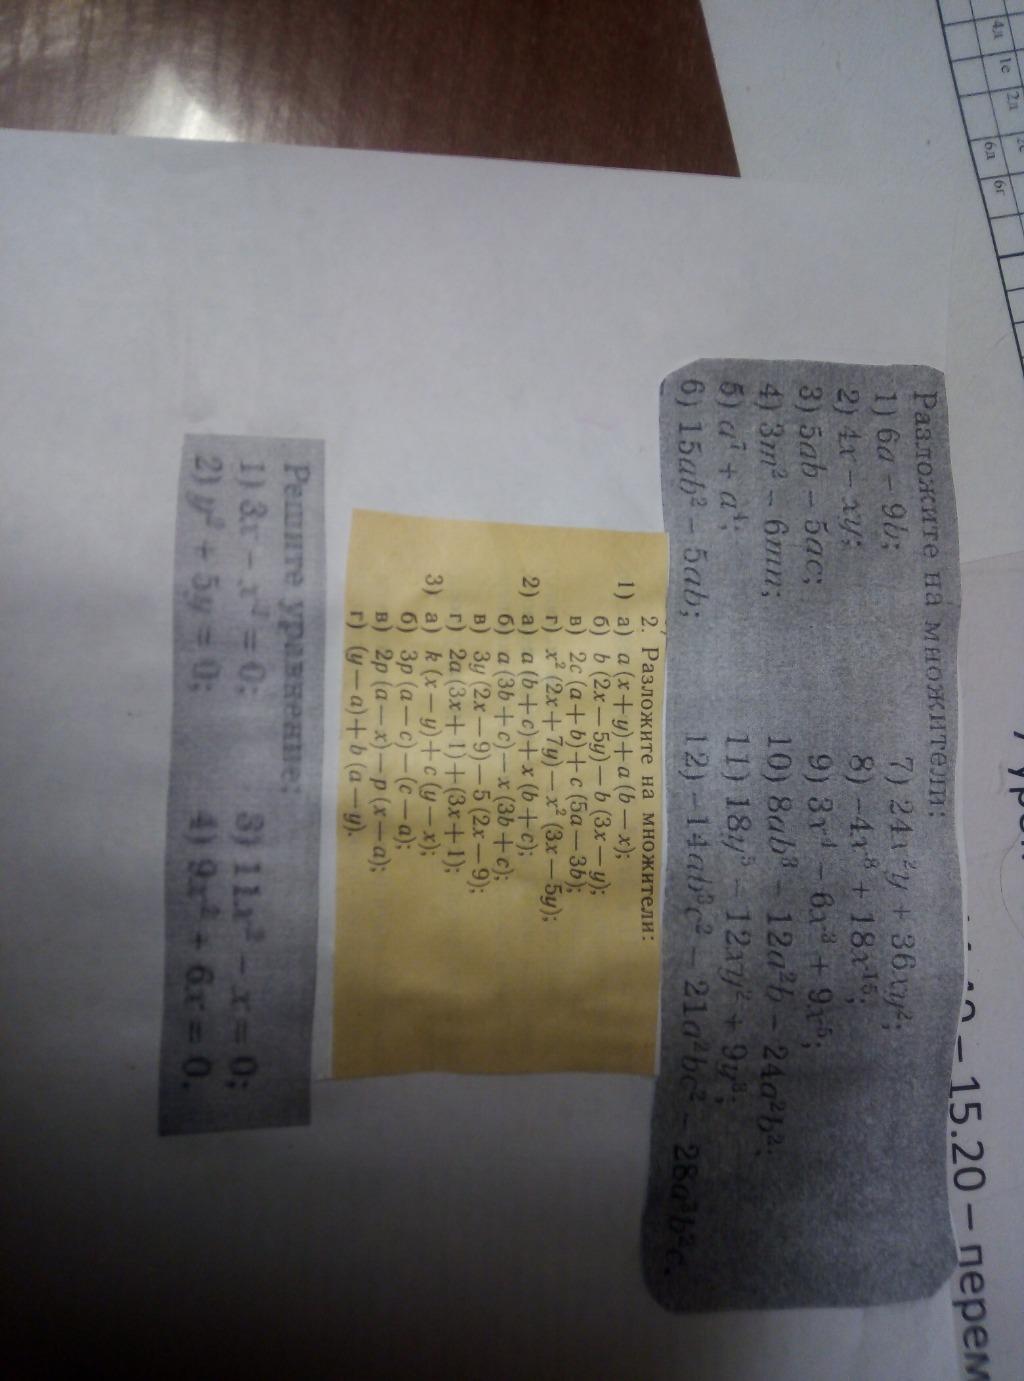 Разложите на множители:
1) 6a − 9b;
2) 4x − xy;
3) 5ab − 5ac;
4) 3m² − 6mn;
5) a⁷ + a⁴;
6) 15ab² − 5ab;
7) 24x²y + 36xy²;
8) −4x⁸ + 18x¹⁵;
9) 3x⁴ − 6x³ + 9x⁵;
10) 8ab³ − 12a²b − 24a²b²;
11) 18y⁵ − 12xy² + 9y³;
12) −14ab³c² − 21a²bc² − 28a³b²c.
2. Разложите на множители:
1) а) a (x + y) + a (b − x);
б) b (2x − 5y) − b (3x − y);
в) 2c (a + b) + c (5a − 3b);
г) x² (2x + 7y) − x² (3x − 5y);
2) а) a (b + c) + x (b + c);
б) a (3b + c) − x (3b + c);
в) 3y (2x − 9) − 5 (2x − 9);
г) 2a (3x + 1) + (3x + 1);
3) а) k (x − y) + c (y − x);
б) 3p (a − c) − (c − a);
в) 2p (a − x) − p (x − a);
г) (y − a) + b (a − y).
Решите уравнение:
1) 3x − x² = 0;
2) y² + 5y = 0;
3) 11x² − x = 0;
4) 9x² + 6x = 0.
– 15.20 – перем
4д 1е 2д
6д 6г